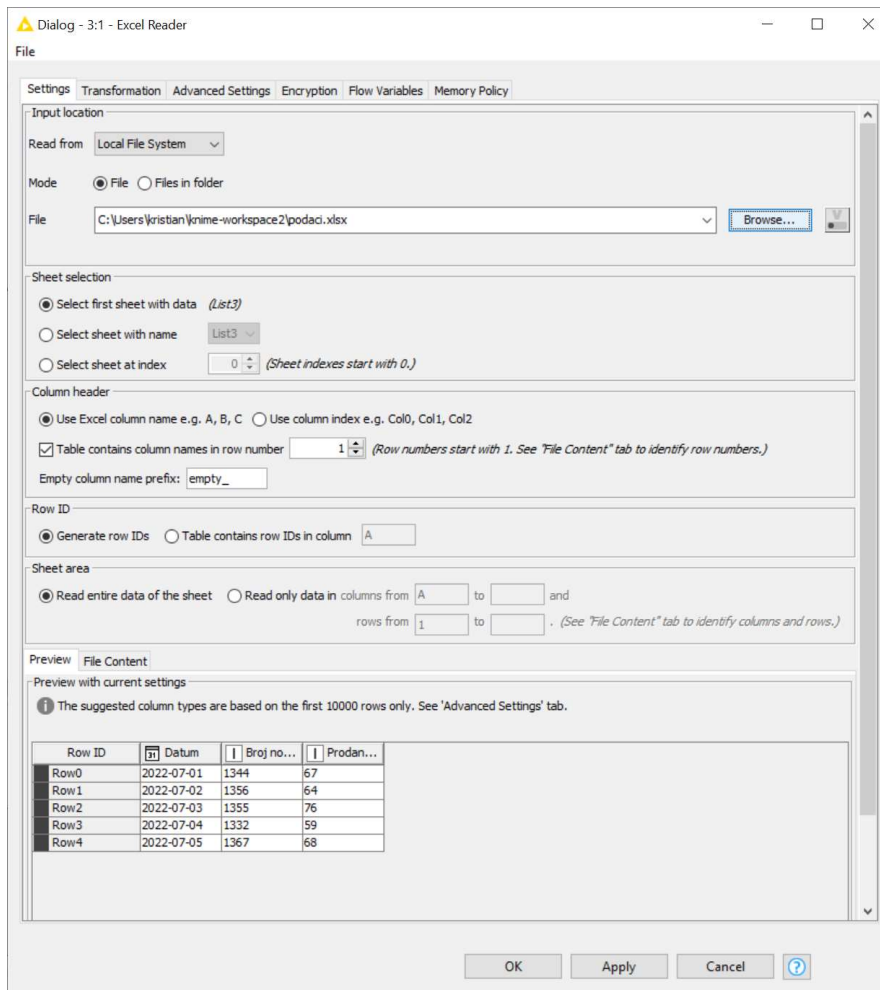 Dialog - 3:1 - Excel Reader
File
Settings Transformation Advanced Settings Encryption Flow Variables Memory Policy
Input location
Read from Local File System
Mode File Files in folder
File C:\Users\kristian\knime-workspace2\podaci.xlsx Browse... V
Sheet selection
Select first sheet with data (List3)
Select sheet with name List3
Select sheet at index 0 (Sheet indexes start with 0.)
Column header
Use Excel column name e.g. A, B, C Use column index e.g. Col0, Col1, Col2
Table contains column names in row number 1 (Row numbers start with 1. See "File Content" tab to identify row numbers.)
Empty column name prefix: empty_
Row ID
Generate row IDs Table contains row IDs in column A
Sheet area
Read entire data of the sheet Read only data in columns from A to and
rows from 1 to . (See "File Content" tab to identify columns and rows.)
Preview File Content
Preview with current settings
The suggested column types are based on the first 10000 rows only. See 'Advanced Settings' tab.
Row ID 31 Datum I Broj no... I Prodan...
Row0 2022-07-01 1344 67
Row1 2022-07-02 1356 64
Row2 2022-07-03 1355 76
Row3 2022-07-04 1332 59
Row4 2022-07-05 1367 68
OK Apply Cancel ?